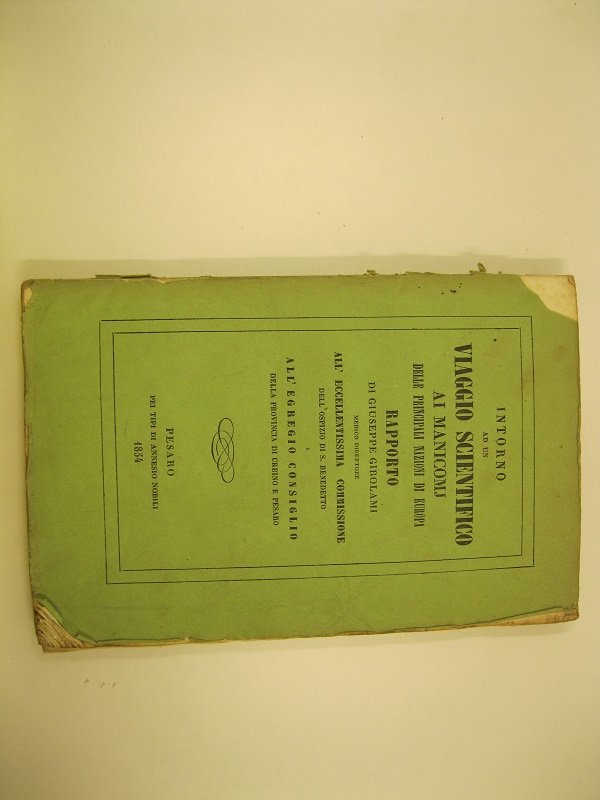 INTORNO
AD UN
VIAGGIO SCIENTIFICO
AI MANICOMJ
DELLE PRINCIPALI NAZIONI DI EUROPA
RAPPORTO
DI GIUSEPPE GIROLAMI
MEDICO DIRETTORE
ALL' ECCELLENTISSIMA COMMISSIONE
DELL'OSPIZIO DI S. BENEDETTO
E
ALL'EGREGIO CONSIGLIO
DELLA PROVINCIA DI URBINO E PESARO
PESARO
PEI TIPI DI ANNESIO NOBILI
1854